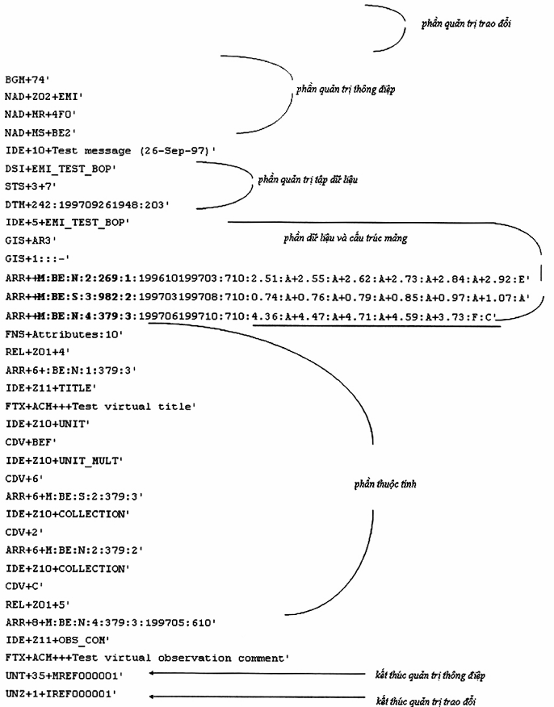 phần quản trị trao đổi
BGM+74'
NAD+Z02+EMI'
phần quản trị thông điệp
NAD+MR+4F0'
NAD+MS+BE2'
IDE+10+Test message (26-Sep-97)'
DSI+EMI_TEST_BOP'
phần quản trị tập dữ liệu
STS+3+7'
DTM+242:199709261948:203'
IDE+5+EMI_TEST_BOP'
GIS+AR3'
phần dữ liệu và cấu trúc mảng
GIS+1:::-'
ARR++M:BE:N:2:269:1:199610199703:710:2.51:A+2.55:A+2.62:A+2.73:A+2.84:A+2.92:E'
ARR++M:BE:S:3:982:2:199703199708:710:0.74:A+0.76:A+0.79:A+0.85:A+0.97:A+1.07:A'
ARR++M:BE:N:4:379:3:199706199710:710:4.36:A+4.47:A+4.71:A+4.59:A+3.73:F:C'
FNS+Attributes:10'
REL+Z01+4'
ARR+6+:BE:N:1:379:3'
IDE+Z11+TITLE'
FTX+ACM+++Test virtual title'
IDE+Z10+UNIT'
CDV+BEF'
IDE+Z10+UNIT_MULT'
CDV+6'
phần thuộc tính
ARR+6+M:BE:S:2:379:3'
IDE+Z10+COLLECTION'
CDV+2'
ARR+6+M:BE:N:2:379:2'
IDE+Z10+COLLECTION'
CDV+C'
REL+Z01+5'
ARR+8+M:BE:N:4:379:3:199705:610'
IDE+Z11+OBS_COM'
FTX+ACM+++Test virtual observation comment'
UNT+35+MREF000001'
kết thúc quản trị thông điệp
UNZ+1+IREF000001'
kết thúc quản trị trao đổi